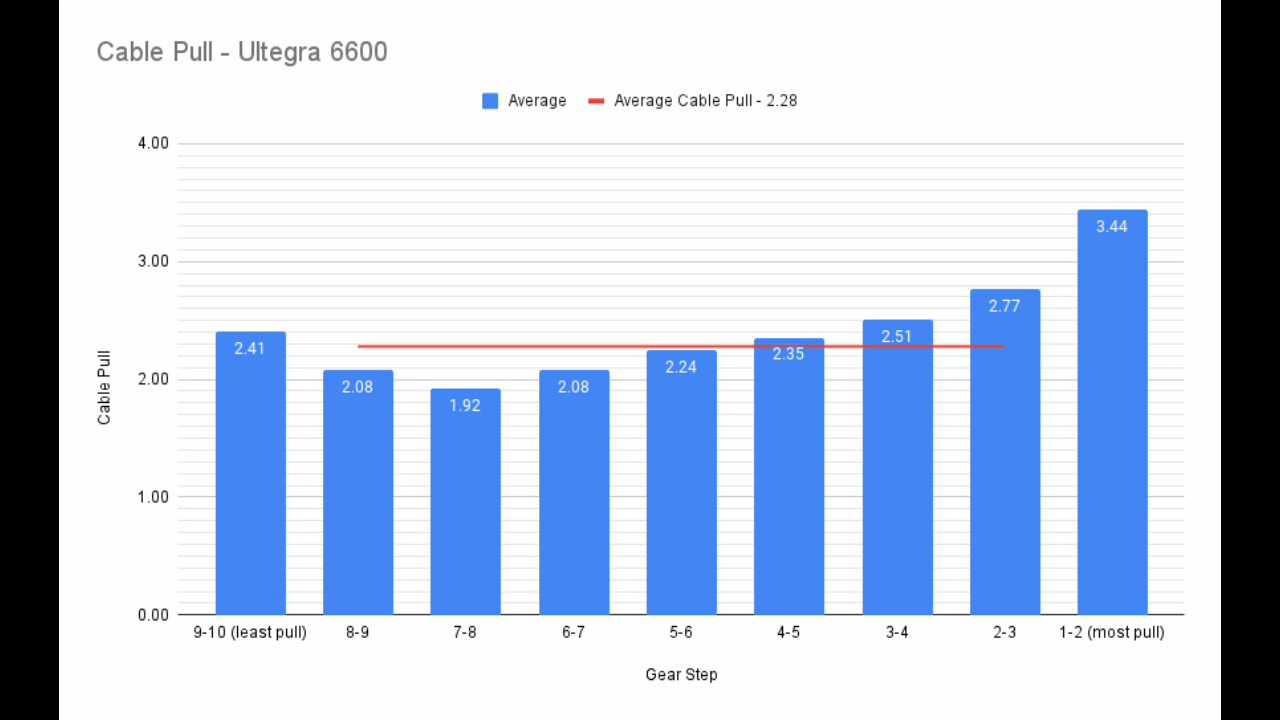 Cable Pull - Ultegra 6600
Average Average Cable Pull - 2.28
4.00
3.00
2.00
1.00
0.00
Cable Pull
2.41
2.08
1.92
2.08
2.24
2.35
2.51
2.77
3.44
9-10 (least pull) 8-9 7-8 6-7 5-6 4-5 3-4 2-3 1-2 (most pull)
Gear Step